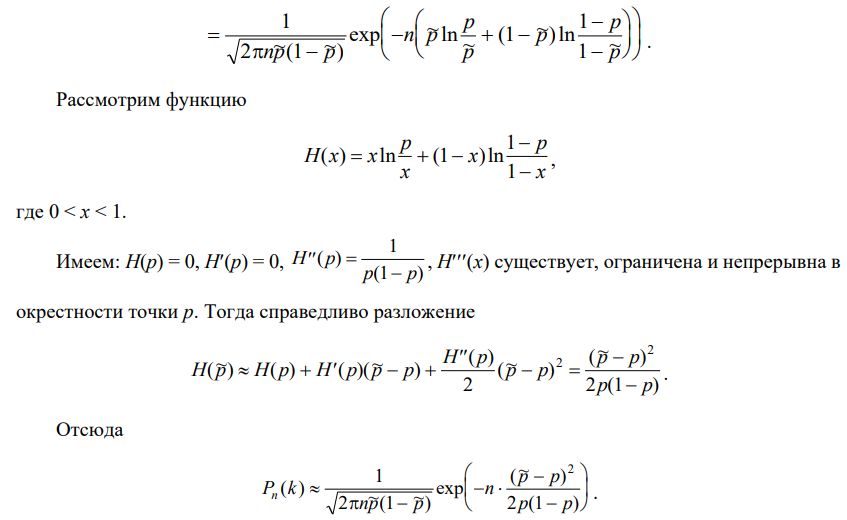 = \frac{1}{\sqrt{2\pi n\tilde{p}(1-\tilde{p})}} \exp\left(-n\left(\tilde{p}\ln\frac{p}{\tilde{p}} + (1-\tilde{p})\ln\frac{1-p}{1-\tilde{p}}\right)\right).
Рассмотрим функцию
H(x) = x\ln\frac{p}{x} + (1-x)\ln\frac{1-p}{1-x},
где 0 < x < 1.
Имеем: H(p) = 0, H'(p) = 0, H''(p) = \frac{1}{p(1-p)}, H'''(x) существует, ограничена и непрерывна в
окрестности точки p. Тогда справедливо разложение
H(\tilde{p}) ≈ H(p) + H'(p)(\tilde{p}-p) + \frac{H''(p)}{2}(\tilde{p}-p)^2 = \frac{(\tilde{p}-p)^2}{2p(1-p)}.
Отсюда
P_n(k) ≈ \frac{1}{\sqrt{2\pi n\tilde{p}(1-\tilde{p})}} \exp\left(-n \cdot \frac{(\tilde{p}-p)^2}{2p(1-p)}\right).